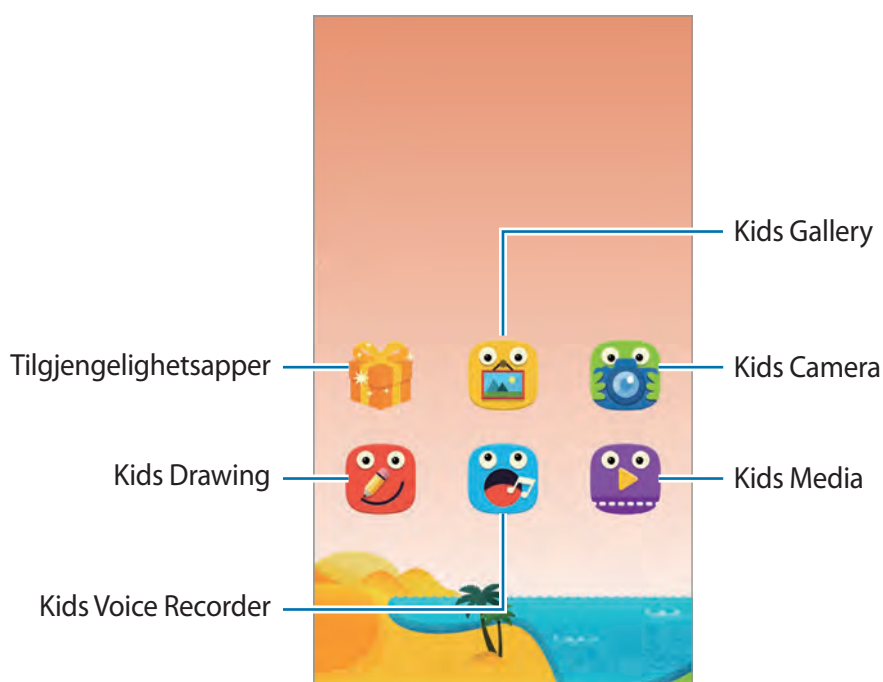 Kids Gallery
Tilgjengelighetsapper
Kids Camera
Kids Drawing
Kids Media
Kids Voice Recorder